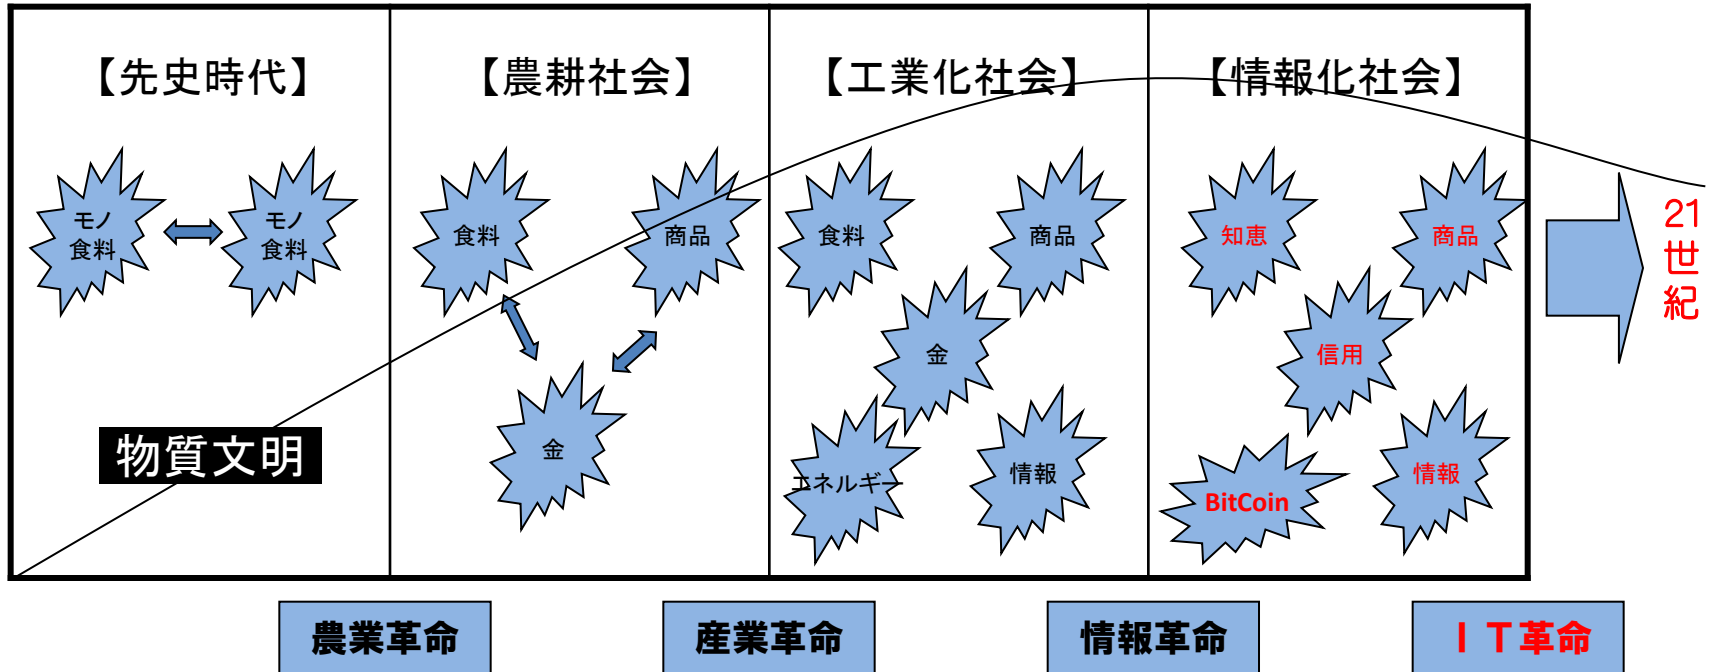 【先史時代】
【農耕社会】
【工業化社会】
【情報化社会】
モノ
食料
モノ
食料
食料
商品
金
食料
商品
金
エネルギー
情報
知恵
商品
信用
BitCoin
情報
21
世
紀
物質文明
農業革命
産業革命
情報革命
ＩＴ革命